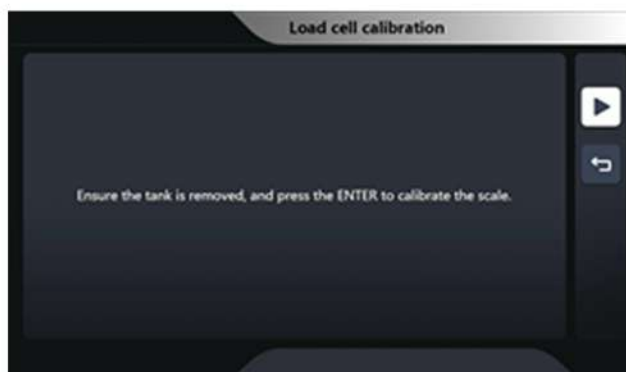 Load cell calibration
Ensure the tank is removed, and press the ENTER to calibrate the scale.